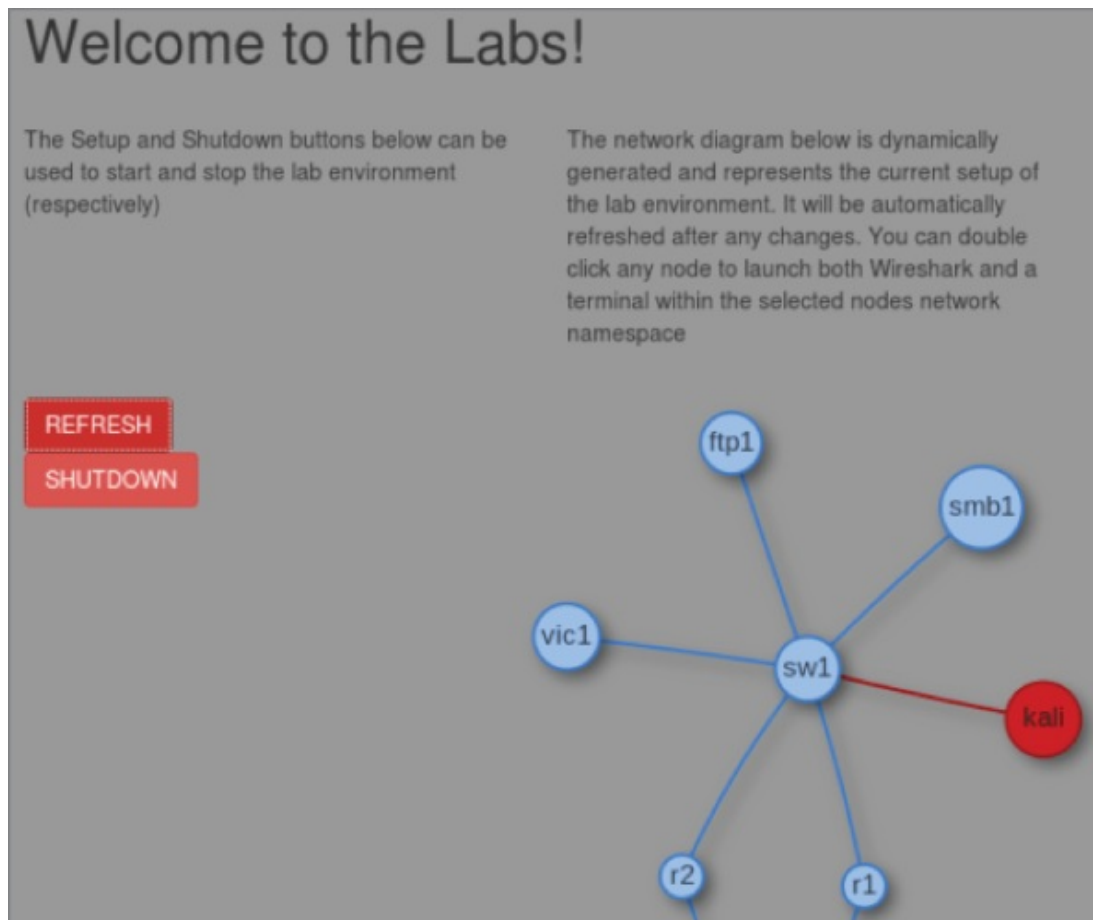 Welcome to the Labs!
The Setup and Shutdown buttons below can be
used to start and stop the lab environment
(respectively)
The network diagram below is dynamically
generated and represents the current setup of
the lab environment. It will be automatically
refreshed after any changes. You can double
click any node to launch both Wireshark and a
terminal within the selected nodes network
namespace
REFRESH
SHUTDOWN
ftp1
smb1
vic1
sw1
kali
r2
r1